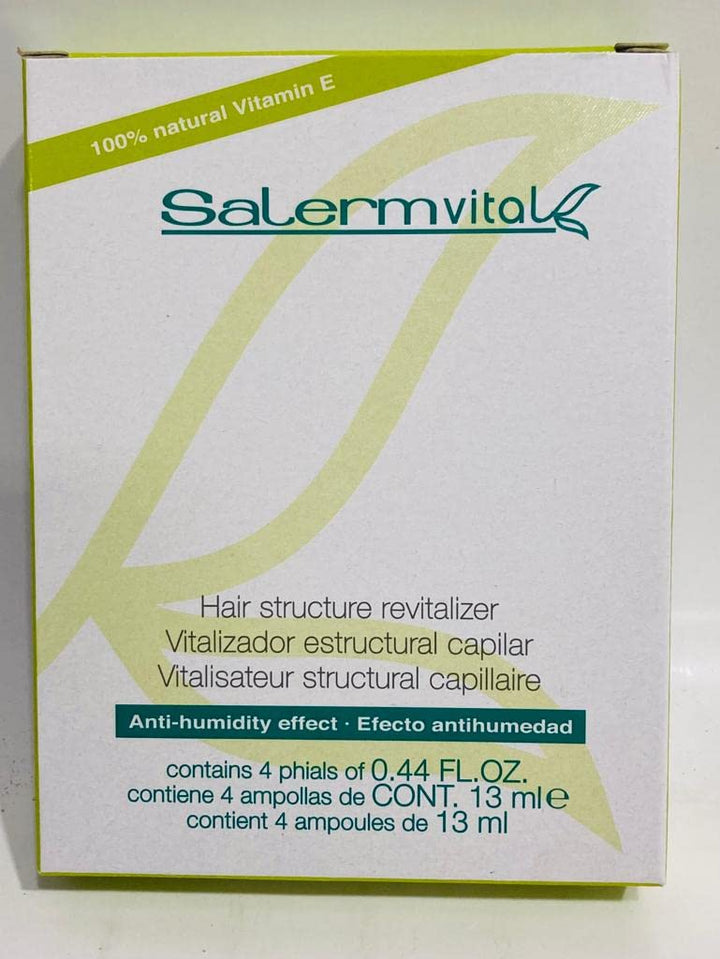 100% natural Vitamin E
Salermvital
Hair structure revitalizer
Vitalizador estructural capilar
Vitalisateur structural capillaire
Anti-humidity effect · Efecto antihumedad
contains 4 phials of 0.44 FL.OZ.
contiene 4 ampollas de CONT. 13 ml e
contient 4 ampoules de 13 ml